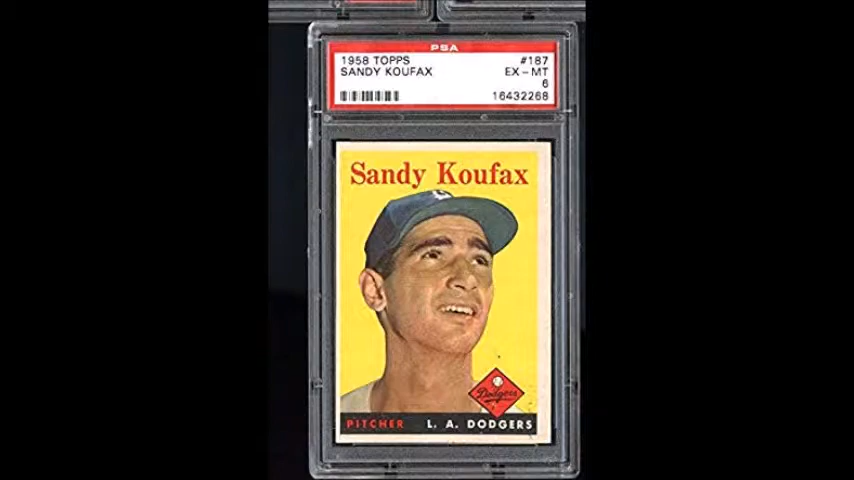 PSA
1958 TOPPS #187
SANDY KOUFAX EX-MT
6
16432268
Sandy Koufax
Dodgers
PITCHER L. A. DODGERS